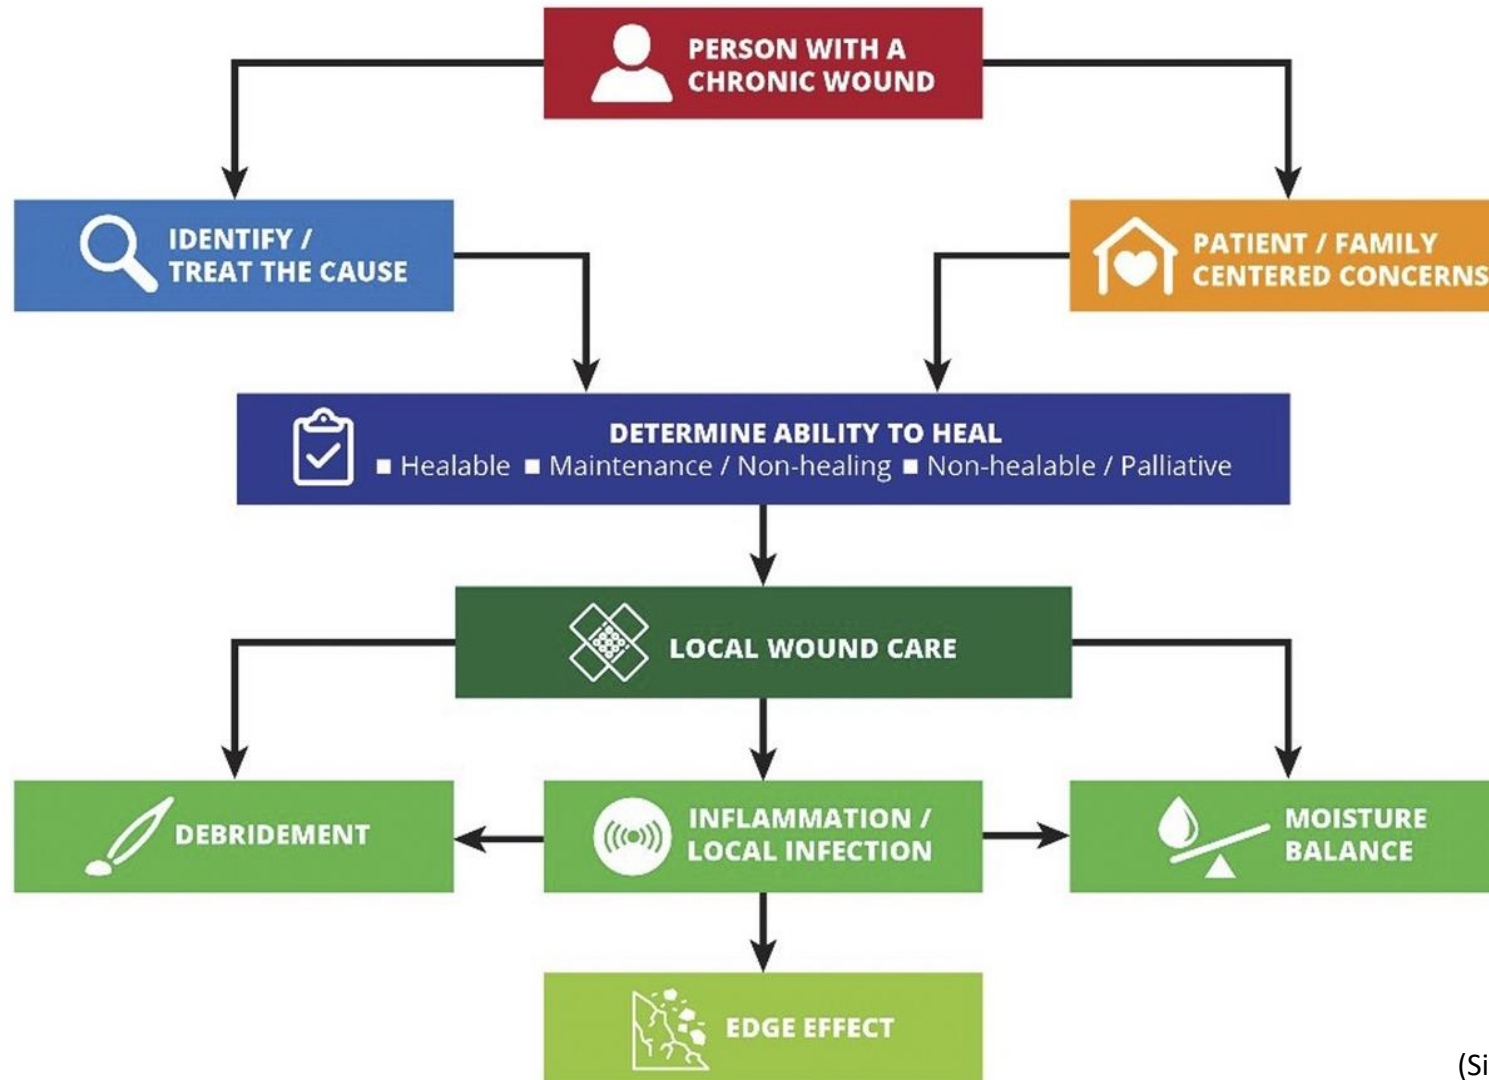 PERSON WITH A
CHRONIC WOUND
IDENTIFY /
TREAT THE CAUSE
PATIENT / FAMILY
CENTERED CONCERNS
DETERMINE ABILITY TO HEAL
■ Healable ■ Maintenance / Non-healing ■ Non-healable / Palliative
LOCAL WOUND CARE
DEBRIDEMENT
INFLAMMATION /
LOCAL INFECTION
MOISTURE
BALANCE
EDGE EFFECT
(Si